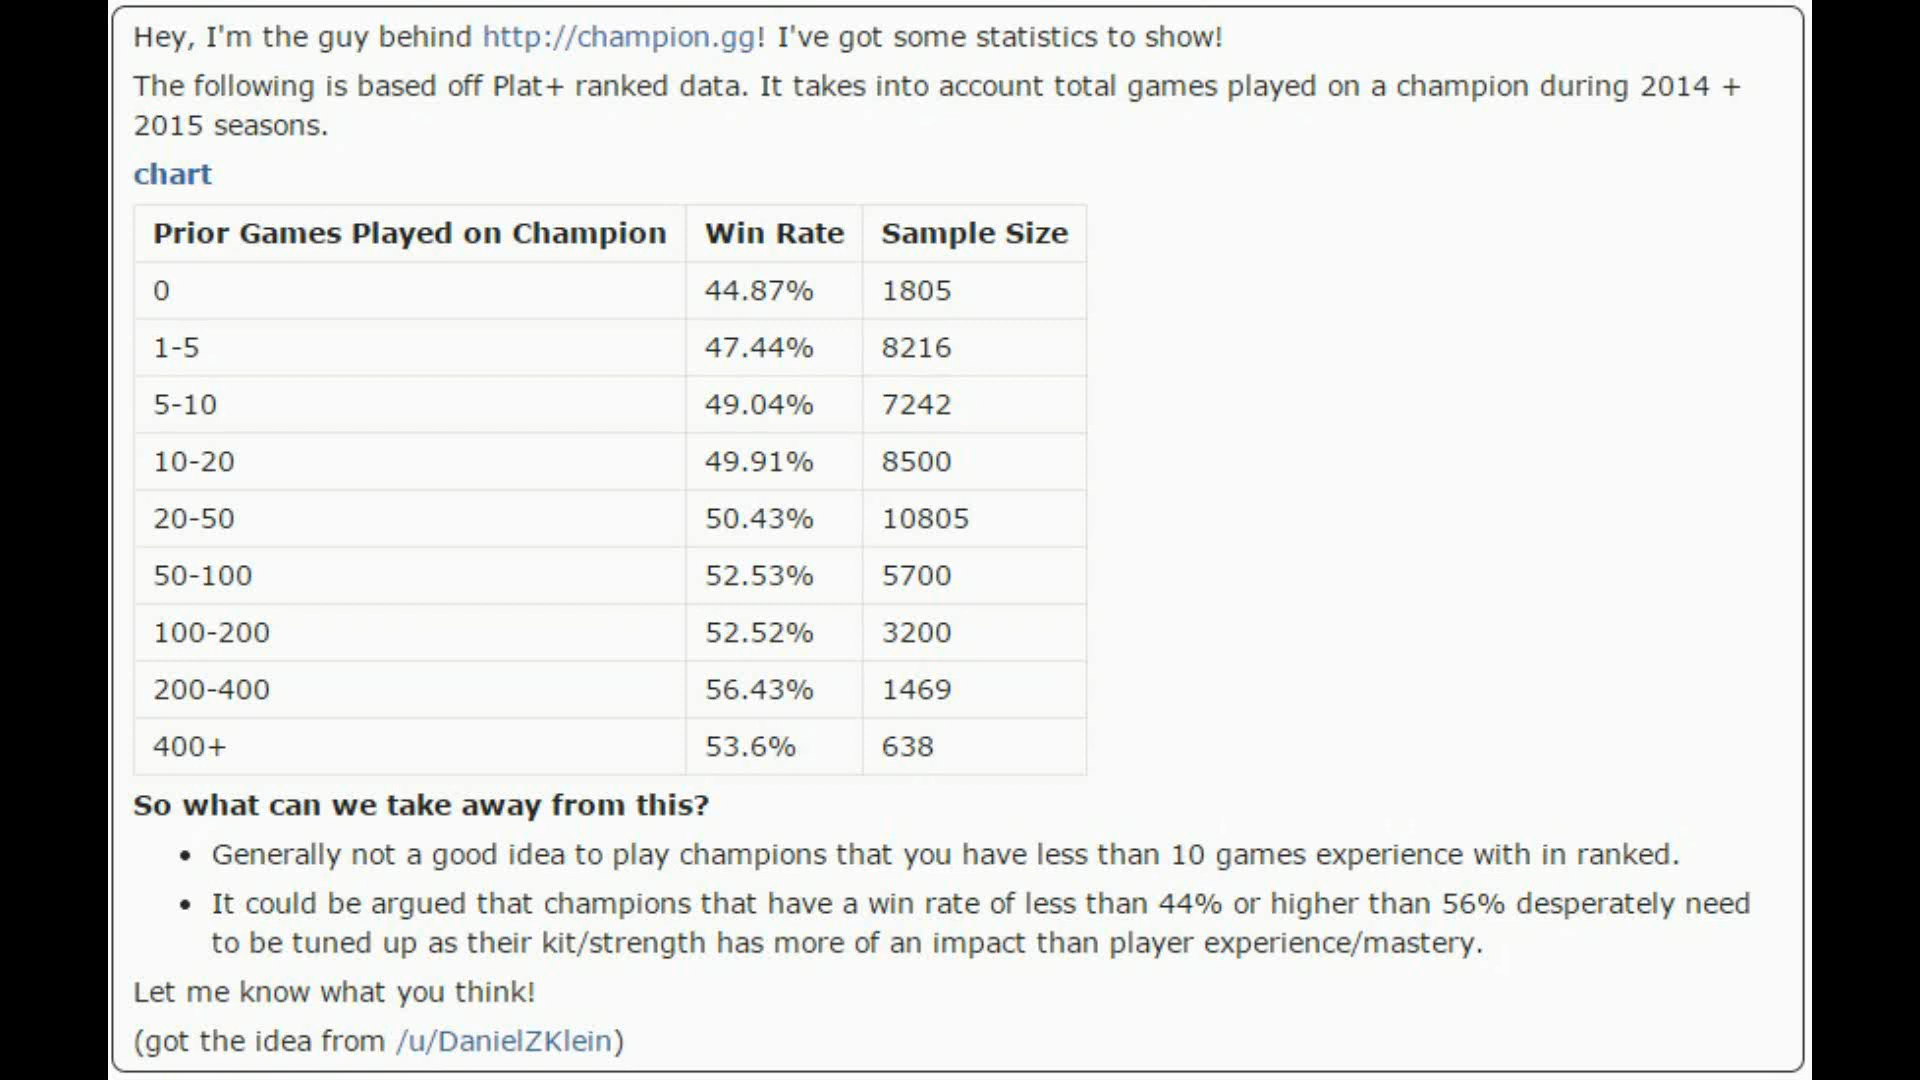 Hey, I'm the guy behind http://champion.gg! I've got some statistics to show!
The following is based off Plat+ ranked data. It takes into account total games played on a champion during 2014 +
2015 seasons.
chart
Prior Games Played on Champion Win Rate Sample Size
0 44.87% 1805
1-5 47.44% 8216
5-10 49.04% 7242
10-20 49.91% 8500
20-50 50.43% 10805
50-100 52.53% 5700
100-200 52.52% 3200
200-400 56.43% 1469
400+ 53.6% 638
So what can we take away from this?
• Generally not a good idea to play champions that you have less than 10 games experience with in ranked.
• It could be argued that champions that have a win rate of less than 44% or higher than 56% desperately need
to be tuned up as their kit/strength has more of an impact than player experience/mastery.
Let me know what you think!
(got the idea from /u/DanielZKlein)